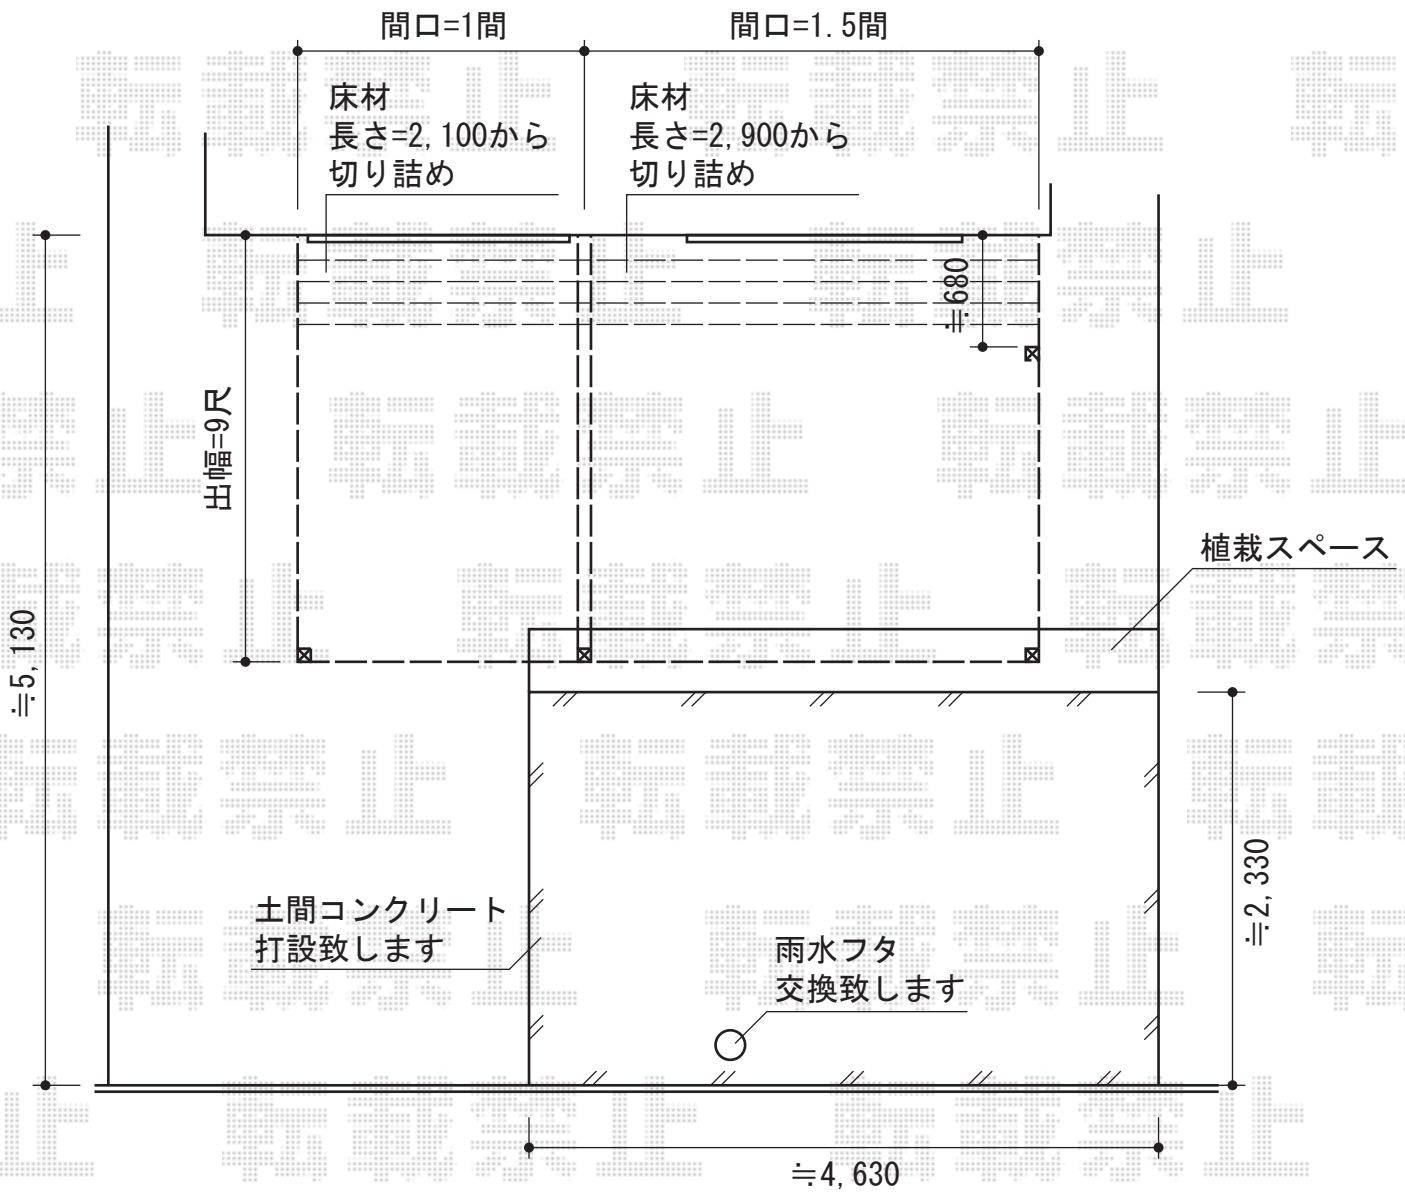 間口=1間
間口=1.5間
床材
長さ=2,100から
切り詰め
床材
長さ=2,900から
切り詰め
≒680
出幅=9尺
植栽スペース
≒5,130
土間コンクリート
打設致します
雨水フタ
交換致します
≒2,330
≒4,630
転載禁止